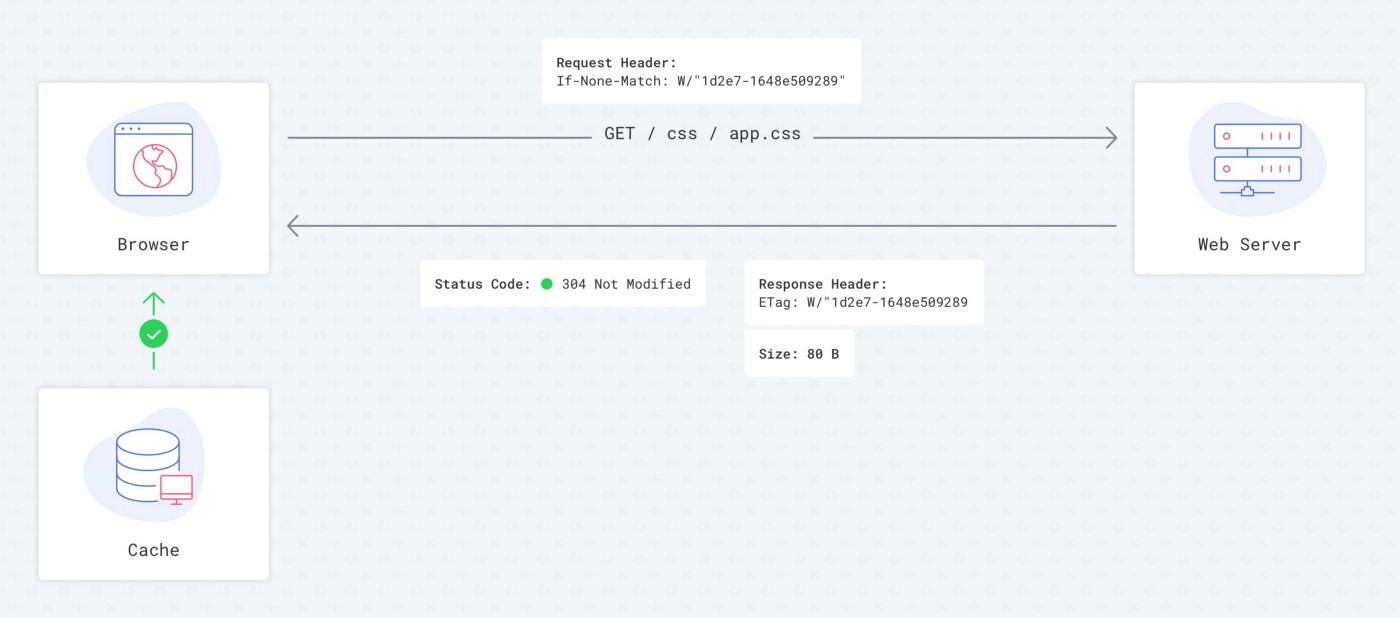 Request Header:
If-None-Match: W/"1d2e7-1648e509289"
GET / css / app.css
Browser
Web Server
Status Code: 304 Not Modified
Response Header:
ETag: W/"1d2e7-1648e509289
Size: 80 B
Cache